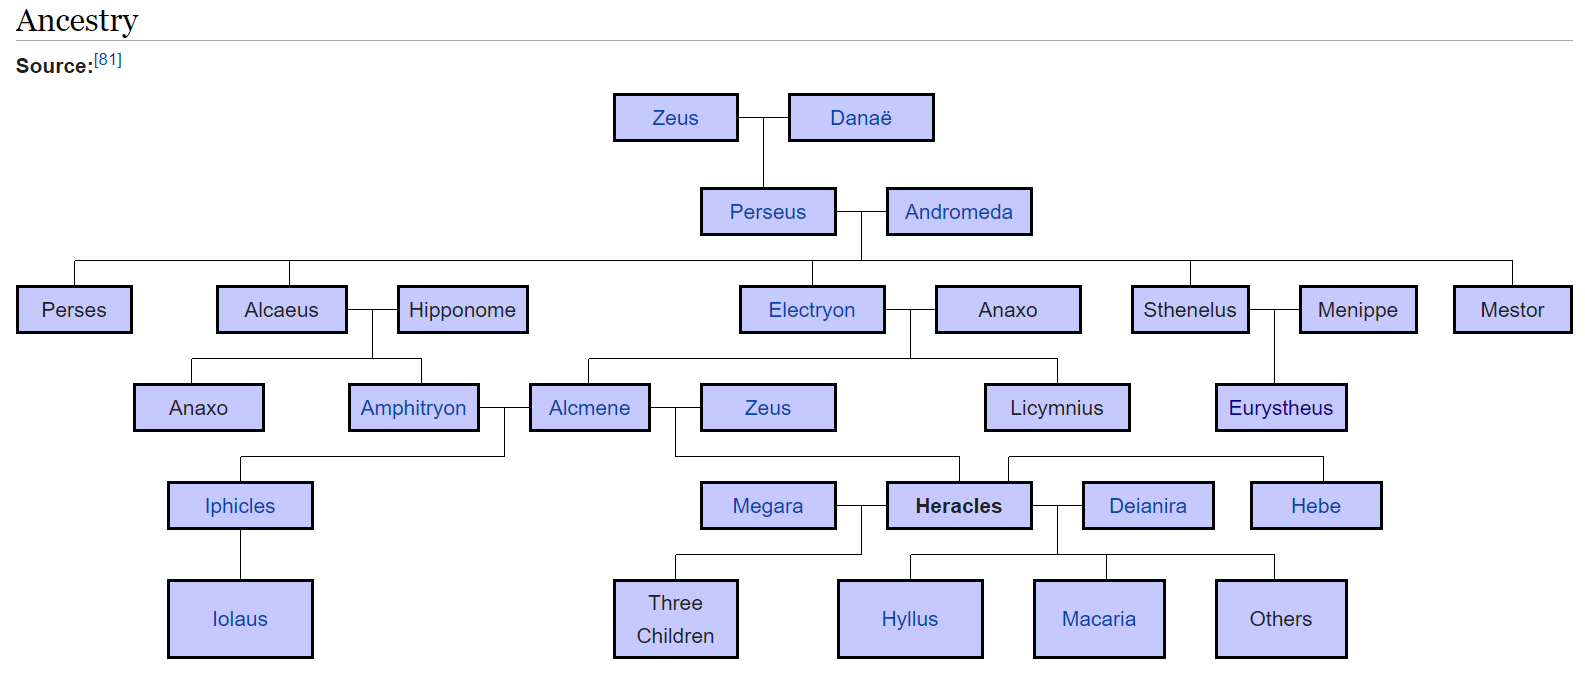 Ancestry
Source:[81]
Zeus
Danaë
Perseus
Andromeda
Perses
Alcaeus
Hipponome
Electryon
Anaxo
Sthenelus
Menippe
Mestor
Anaxo
Amphitryon
Alcmene
Zeus
Licymnius
Eurystheus
Iphicles
Megara
Heracles
Deianira
Hebe
Iolaus
Three
Children
Hyllus
Macaria
Others